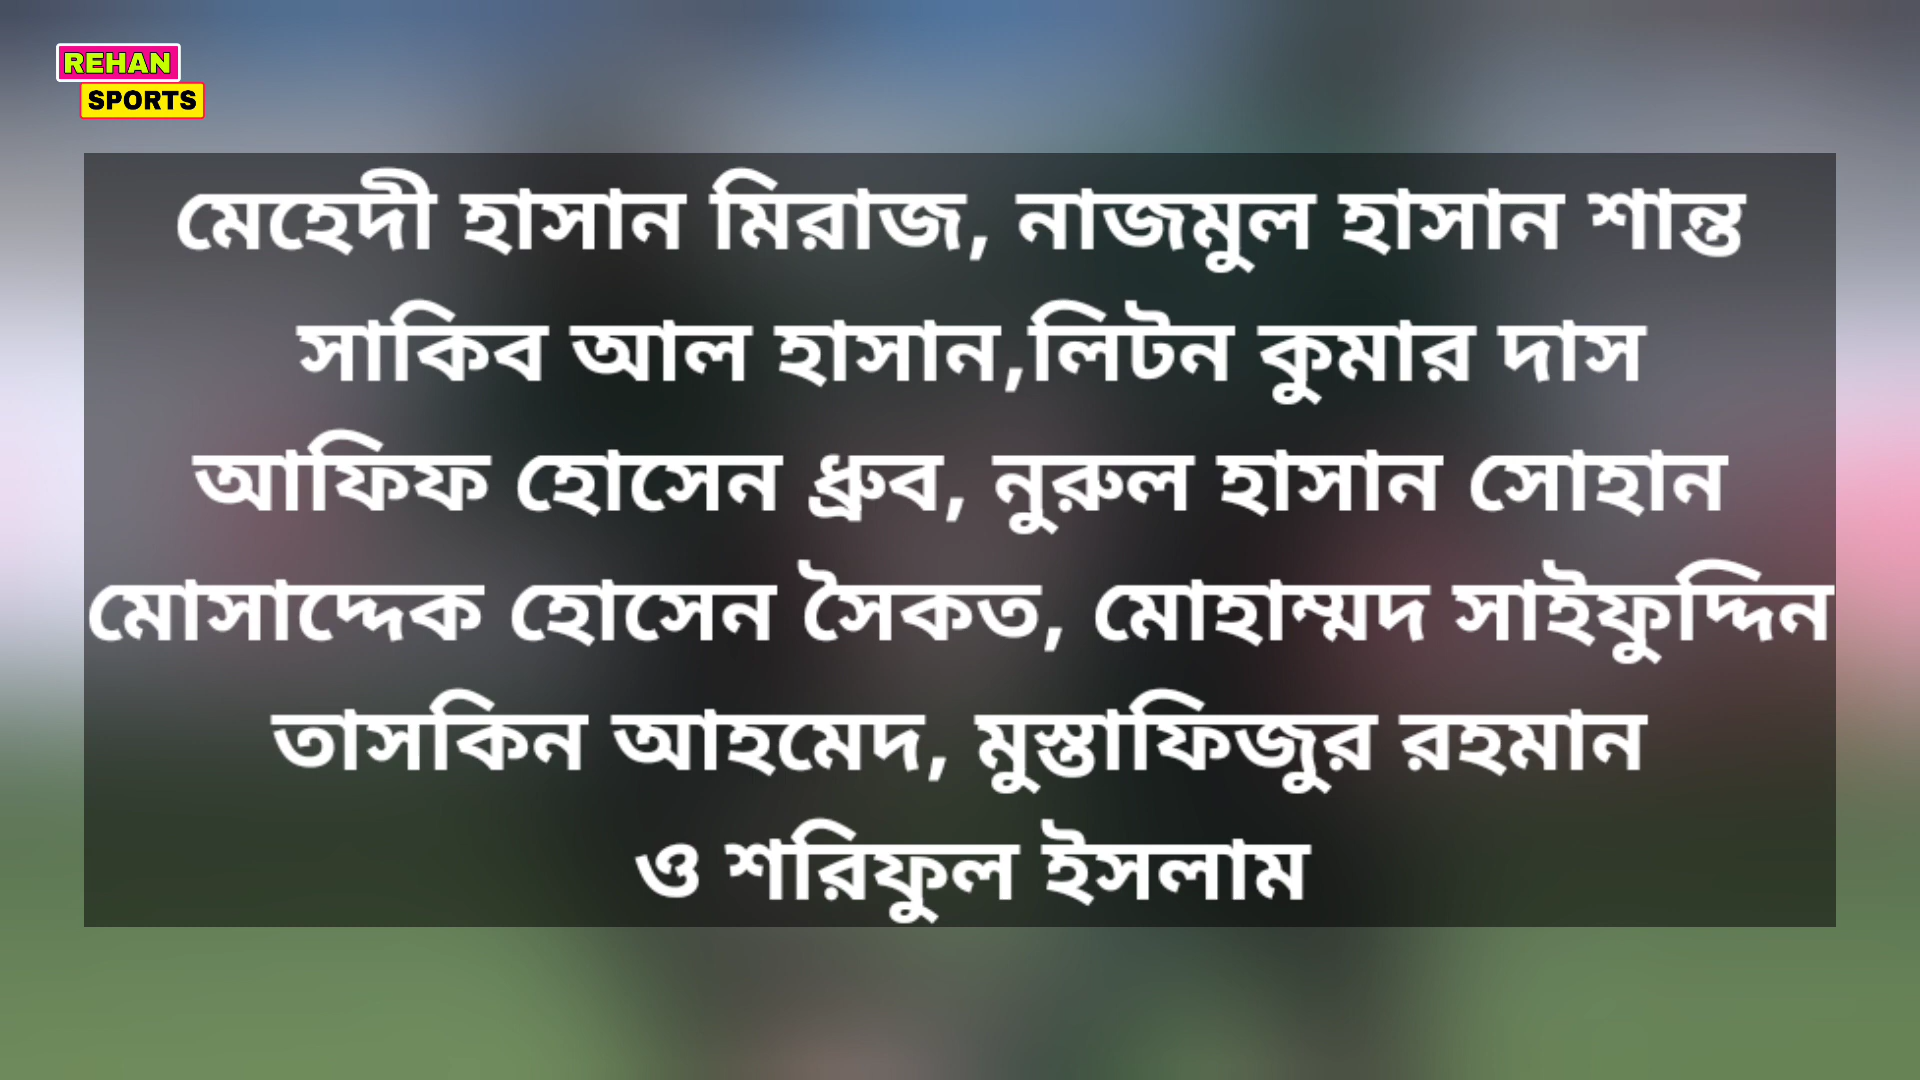 REHAN
SPORTS
মেহেদী হাসান মিরাজ, নাজমুল হাসান শান্ত
সাকিব আল হাসান,লিটন কুমার দাস
আফিফ হোসেন ধ্রুব, নুরুল হাসান সোহান
মোসাদ্দেক হোসেন সৈকত, মোহাম্মদ সাইফুদ্দিন
তাসকিন আহমেদ, মুস্তাফিজুর রহমান
ও শরিফুল ইসলাম